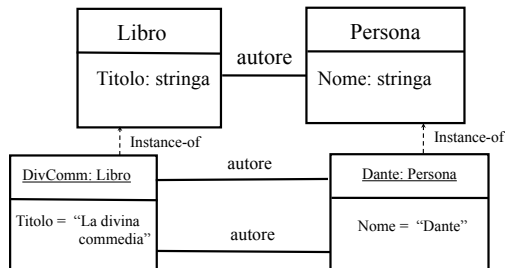 Libro
Persona
autore
Titolo: stringa
Nome: stringa
Instance-of
Instance-of
autore
DivComm: Libro
Dante: Persona
Titolo = “La divina
commedia”
Nome = “Dante”
autore